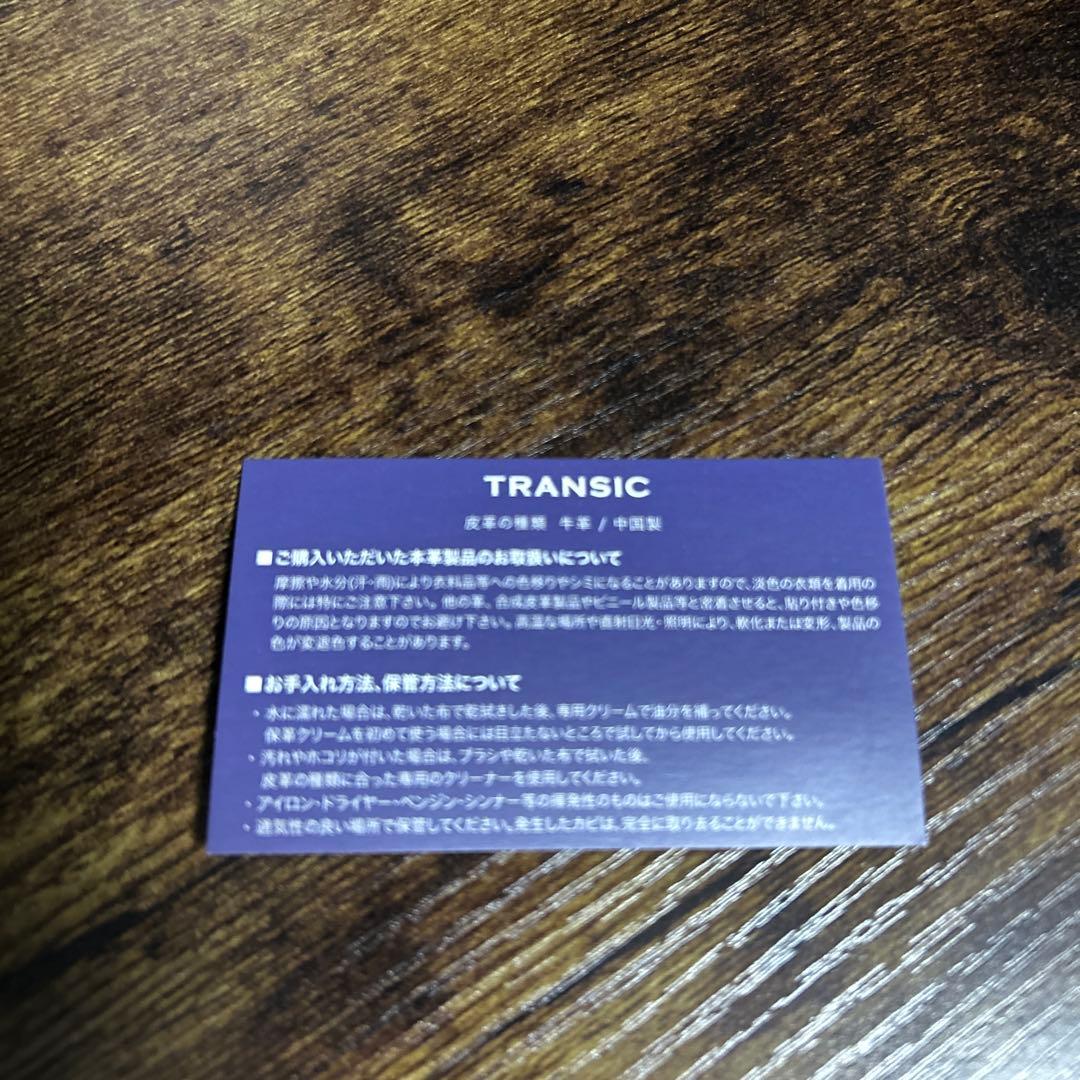 TRANSIC
皮革の種類 牛革 / 中国製
■ご購入いただいた本革製品のお取扱いについて
摩擦や水分(汗・雨)により衣料品等への色移りやシミになることがありますので、淡色の衣類を着用の
際には特にご注意下さい。他の革、合成皮革製品やビニール製品等と密着させると、貼り付きや色移
りの原因となりますのでお避け下さい。高温な場所や直射日光・照明により、軟化または変形、製品の
色が変退色することがあります。
■お手入れ方法、保管方法について
・水に濡れた場合は、乾いた布で乾拭きした後、専用クリームで油分を補ってください。
保革クリームを初めて使う場合には目立たないところで試してから使用してください。
・汚れやホコリが付いた場合は、ブラシや乾いた布で拭いた後、
皮革の種類に合った専用のクリーナーを使用してください。
・アイロン・ドライヤー・ベンジン・シンナー等の揮発性のものはご使用にならないで下さい。
・通気性の良い場所で保管してください。発生したカビは、完全に取り去ることができません。